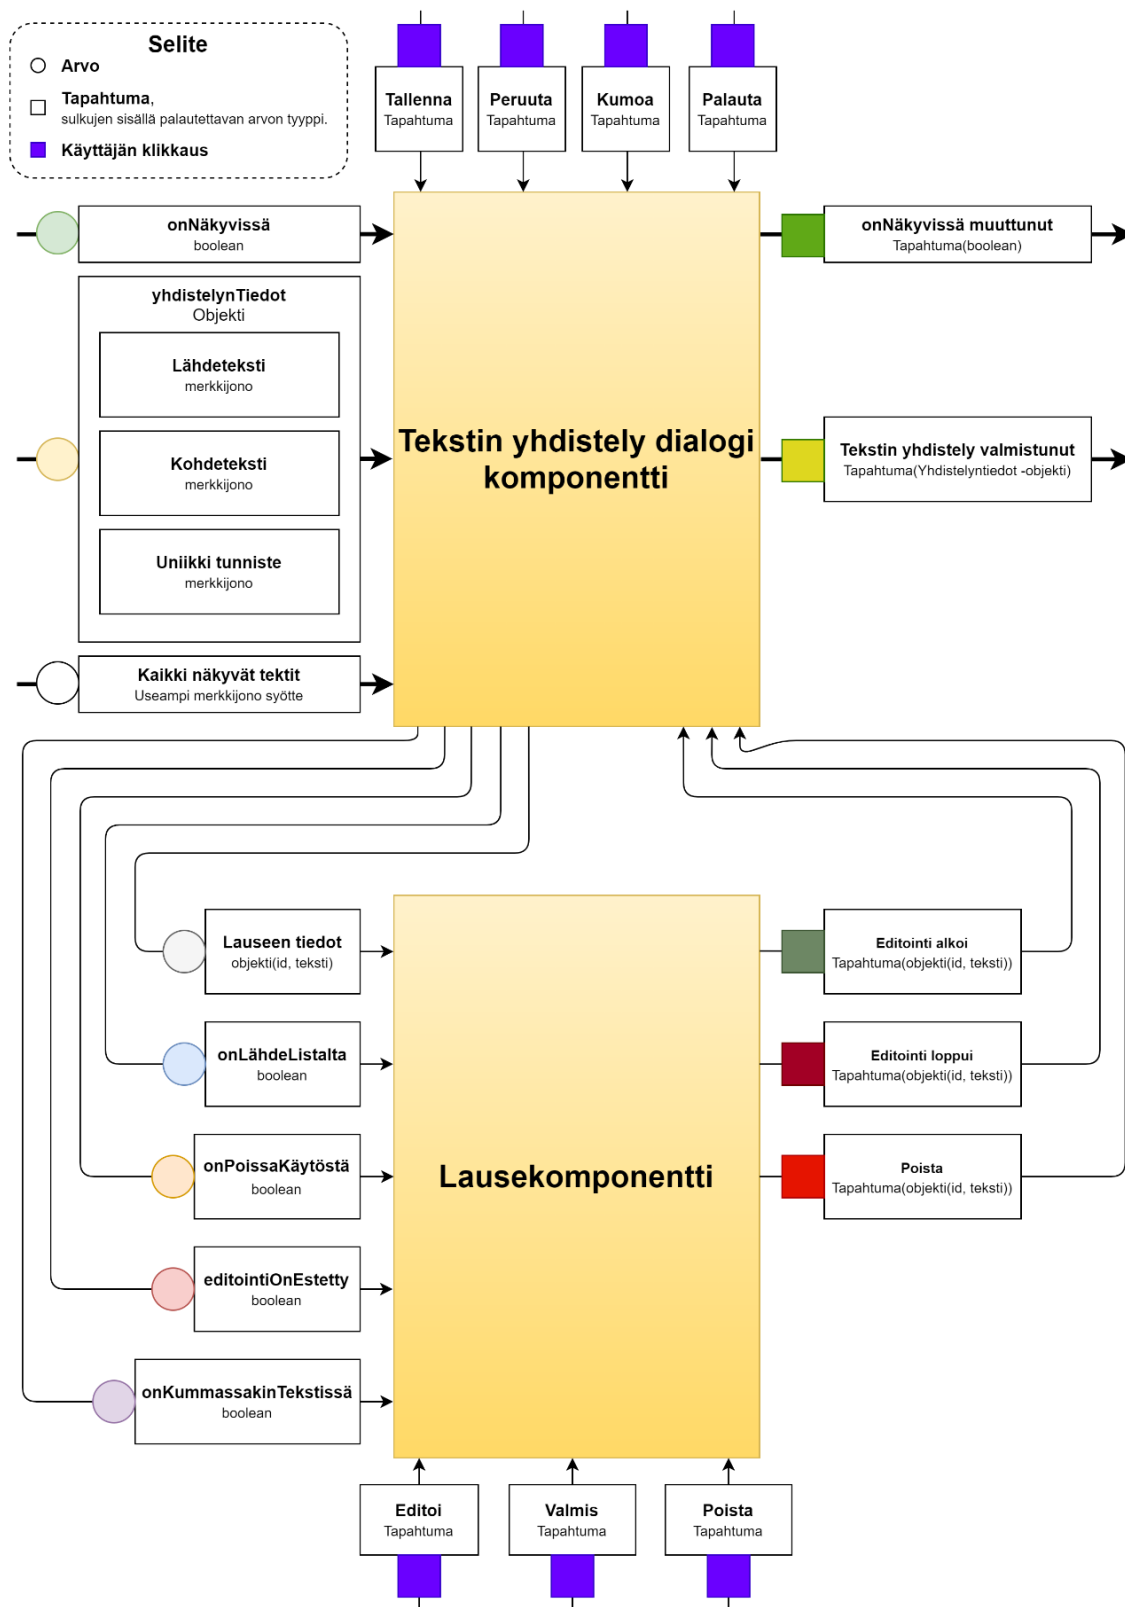 Selite
Arvo
Tapahtuma,
sulkujen sisällä palautettavan arvon tyyppi.
Käyttäjän klikkaus
Tallenna
Tapahtuma
Peruuta
Tapahtuma
Kumoa
Tapahtuma
Palauta
Tapahtuma
onNäkyvissä
boolean
yhdistelynTiedot
Objekti
Lähdeteksti
merkkijono
Kohdeteksti
merkkijono
Uniikki tunniste
merkkijono
Kaikki näkyvät tektit
Useampi merkkijono syötte
Tekstin yhdistely dialogi
komponentti
onNäkyvissä muuttunut
Tapahtuma(boolean)
Tekstin yhdistely valmistunut
Tapahtuma(Yhdistelyntiedot -objekti)
Lauseen tiedot
objekti(id, teksti)
onLähdeListalta
boolean
onPoissaKäytöstä
boolean
editointiOnEstetty
boolean
onKummassakinTekstissä
boolean
Lausekomponentti
Editointi alkoi
Tapahtuma(objekti(id, teksti))
Editointi loppui
Tapahtuma(objekti(id, teksti))
Poista
Tapahtuma(objekti(id, teksti))
Editoi
Tapahtuma
Valmis
Tapahtuma
Poista
Tapahtuma